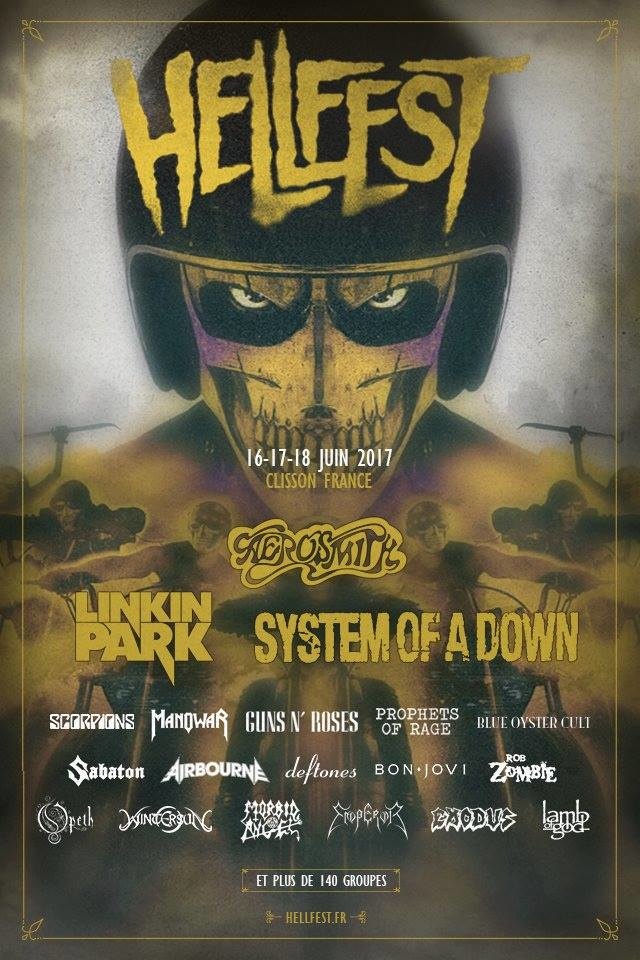 HELLFEST
16-17-18 JUIN 2017
CLISSON FRANCE
AEROSMITH
LINKIN PARK
SYSTEM OF A DOWN
SCORPIONS MANOWAR GUNS N' ROSES PROPHETS OF RAGE BLUE OYSTER CULT
Sabaton AIRBOURNE deftones BON•JOVI ROB ZOMBIE
Opeth WINTERSUN MORBID ANGEL EMPEROR EXODUS lamb of god
ET PLUS DE 140 GROUPES
HELLFEST.FR